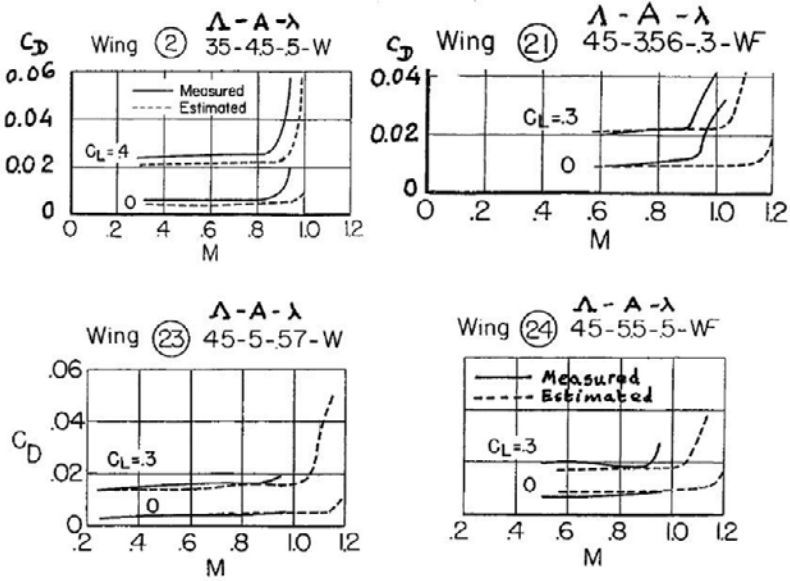 Λ - A - λ
Wing 2 35-4.5-.5-W
C_D
0.06
0.04
0.02
0
Measured
Estimated
C_L=.4
0
0 .2 .4 .6 .8 1.0 1.2
M
Λ - A - λ
Wing 21 45-3.56-.3-WF
C_D
0.04
0.02
0
C_L=.3
0
0 .2 .4 .6 .8 1.0 1.2
M
Λ - A - λ
Wing 23 45-5-.57-W
C_D
.06
.04
.02
0
C_L=.3
0
.2 .4 .6 .8 1.0 1.2
M
Λ - A - λ
Wing 24 45-5.5-.5-WF
Measured
Estimated
C_L=.3
0
.2 .4 .6 .8 1.0 1.2
M